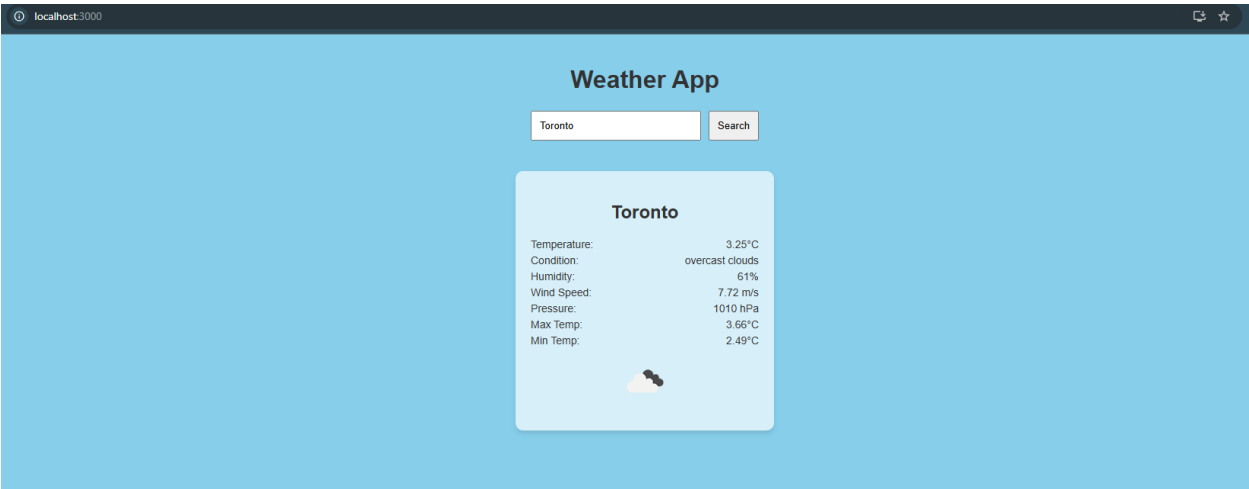 localhost:3000
Weather App
Toronto Search
Toronto
Temperature: 3.25°C
Condition: overcast clouds
Humidity: 61%
Wind Speed: 7.72 m/s
Pressure: 1010 hPa
Max Temp: 3.66°C
Min Temp: 2.49°C